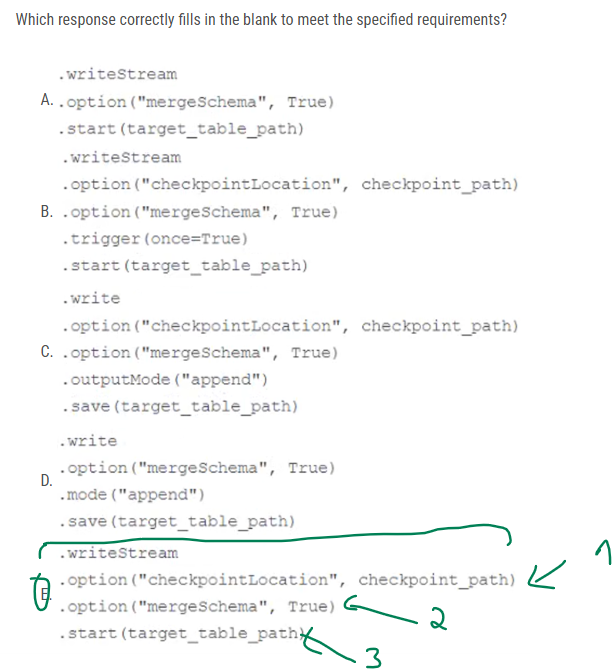 Which response correctly fills in the blank to meet the specified requirements?
.writeStream
A. .option("mergeSchema", True)
.start(target_table_path)
.writeStream
.option("checkpointLocation", checkpoint_path)
B. .option("mergeSchema", True)
.trigger(once=True)
.start(target_table_path)
.write
.option("checkpointLocation", checkpoint_path)
C. .option("mergeSchema", True)
.outputMode("append")
.save(target_table_path)
.write
.option("mergeSchema", True)
D.
.mode("append")
.save(target_table_path)
.writeStream
1
.option("checkpointLocation", checkpoint_path)
E.
.option("mergeSchema", True)
2
.start(target_table_path)
3